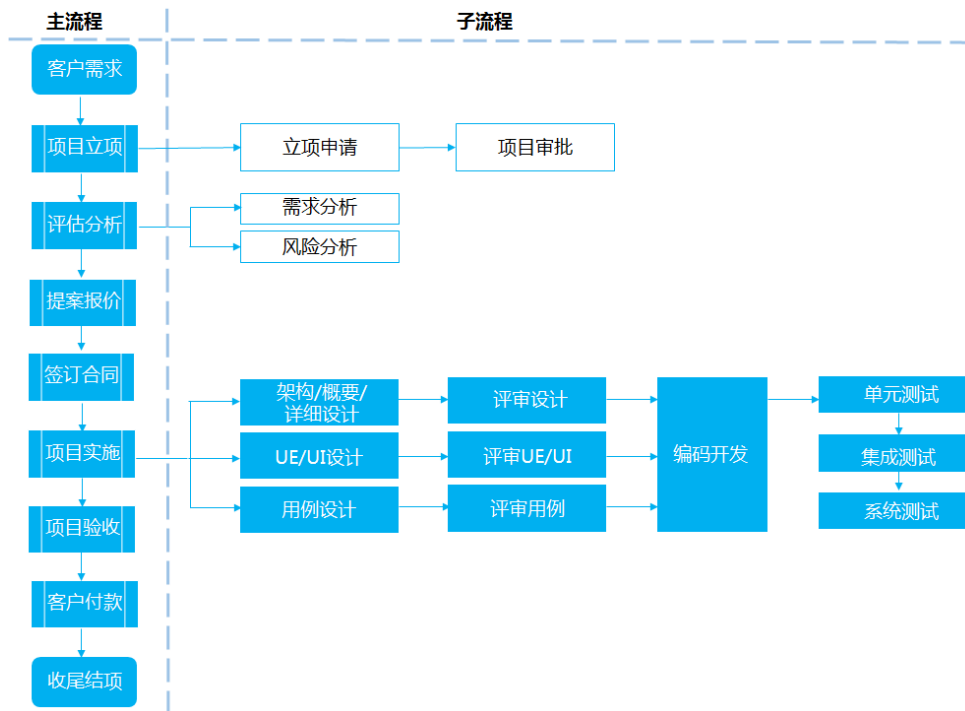 主流程
子流程
客户需求
项目立项
立项申请
项目审批
评估分析
需求分析
风险分析
提案报价
签订合同
架构/概要/
详细设计
评审设计
编码开发
单元测试
项目实施
UE/UI设计
评审UE/UI
集成测试
用例设计
评审用例
系统测试
项目验收
客户付款
收尾结项